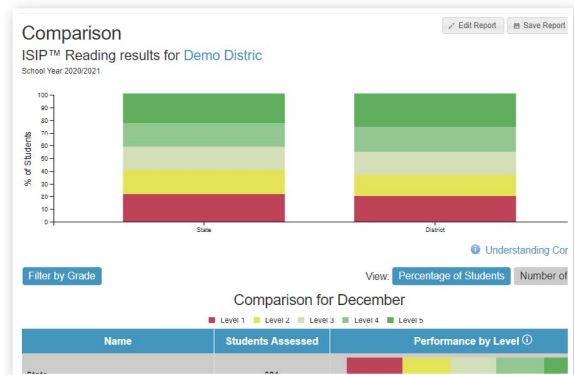 Comparison
Edit Report
Save Report
ISIP™ Reading results for Demo Distric
School Year 2020/2021
100
90
80
70
60
50
40
30
20
10
0
% of Students
State
District
Understanding Cor
Filter by Grade
View: Percentage of Students Number of
Comparison for December
Level 1 Level 2 Level 3 Level 4 Level 5
Name Students Assessed Performance by Level
State